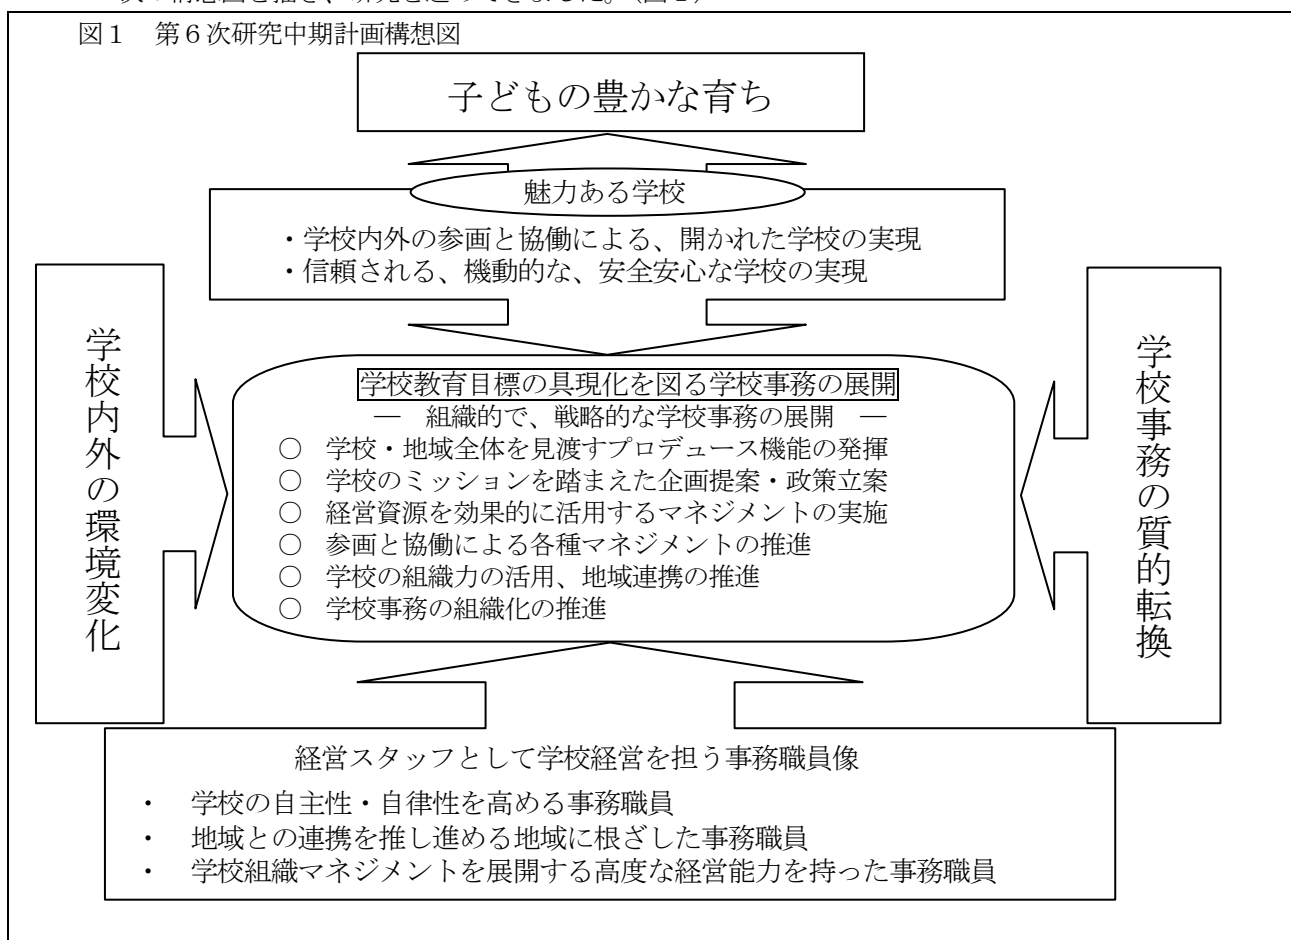 図１　第６次研究中期計画構想図
子どもの豊かな育ち
魅力ある学校
・学校内外の参画と協働による、開かれた学校の実現
・信頼される、機動的な、安全安心な学校の実現
学校内外の環境変化
学校教育目標の具現化を図る学校事務の展開
―　組織的で、戦略的な学校事務の展開　―
○　学校・地域全体を見渡すプロデュース機能の発揮
○　学校のミッションを踏まえた企画提案・政策立案
○　経営資源を効果的に活用するマネジメントの実施
○　参画と協働による各種マネジメントの推進
○　学校の組織力の活用、地域連携の推進
○　学校事務の組織化の推進
学校事務の質的転換
経営スタッフとして学校経営を担う事務職員像
・　学校の自主性・自律性を高める事務職員
・　地域との連携を推し進める地域に根ざした事務職員
・　学校組織マネジメントを展開する高度な経営能力を持った事務職員